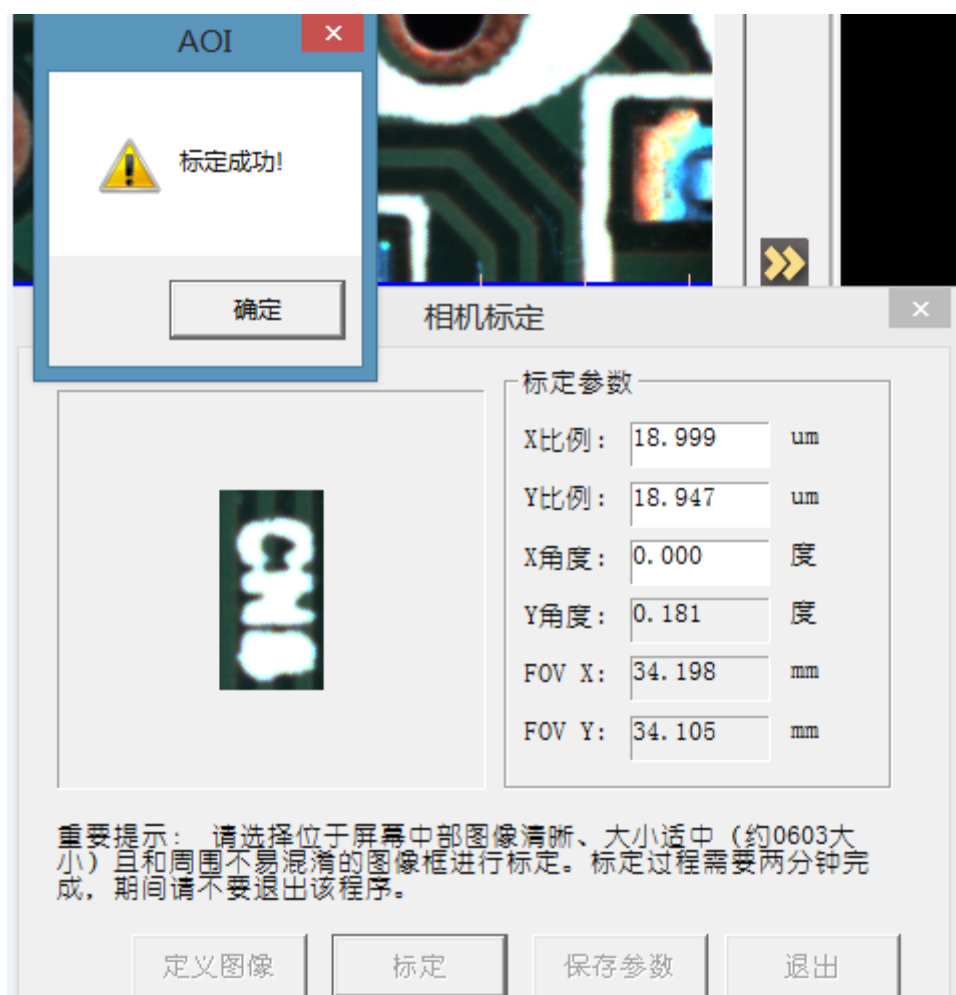 AOI
标定成功!
确定
相机标定
标定参数
X比例: 18.999 um
Y比例: 18.947 um
X角度: 0.000 度
Y角度: 0.181 度
FOV X: 34.198 mm
FOV Y: 34.105 mm
重要提示: 请选择位于屏幕中部图像清晰、大小适中（约0603大
小）且和周围不易混淆的图像框进行标定。标定过程需要两分钟完
成，期间请不要退出该程序。
定义图像 标定 保存参数 退出